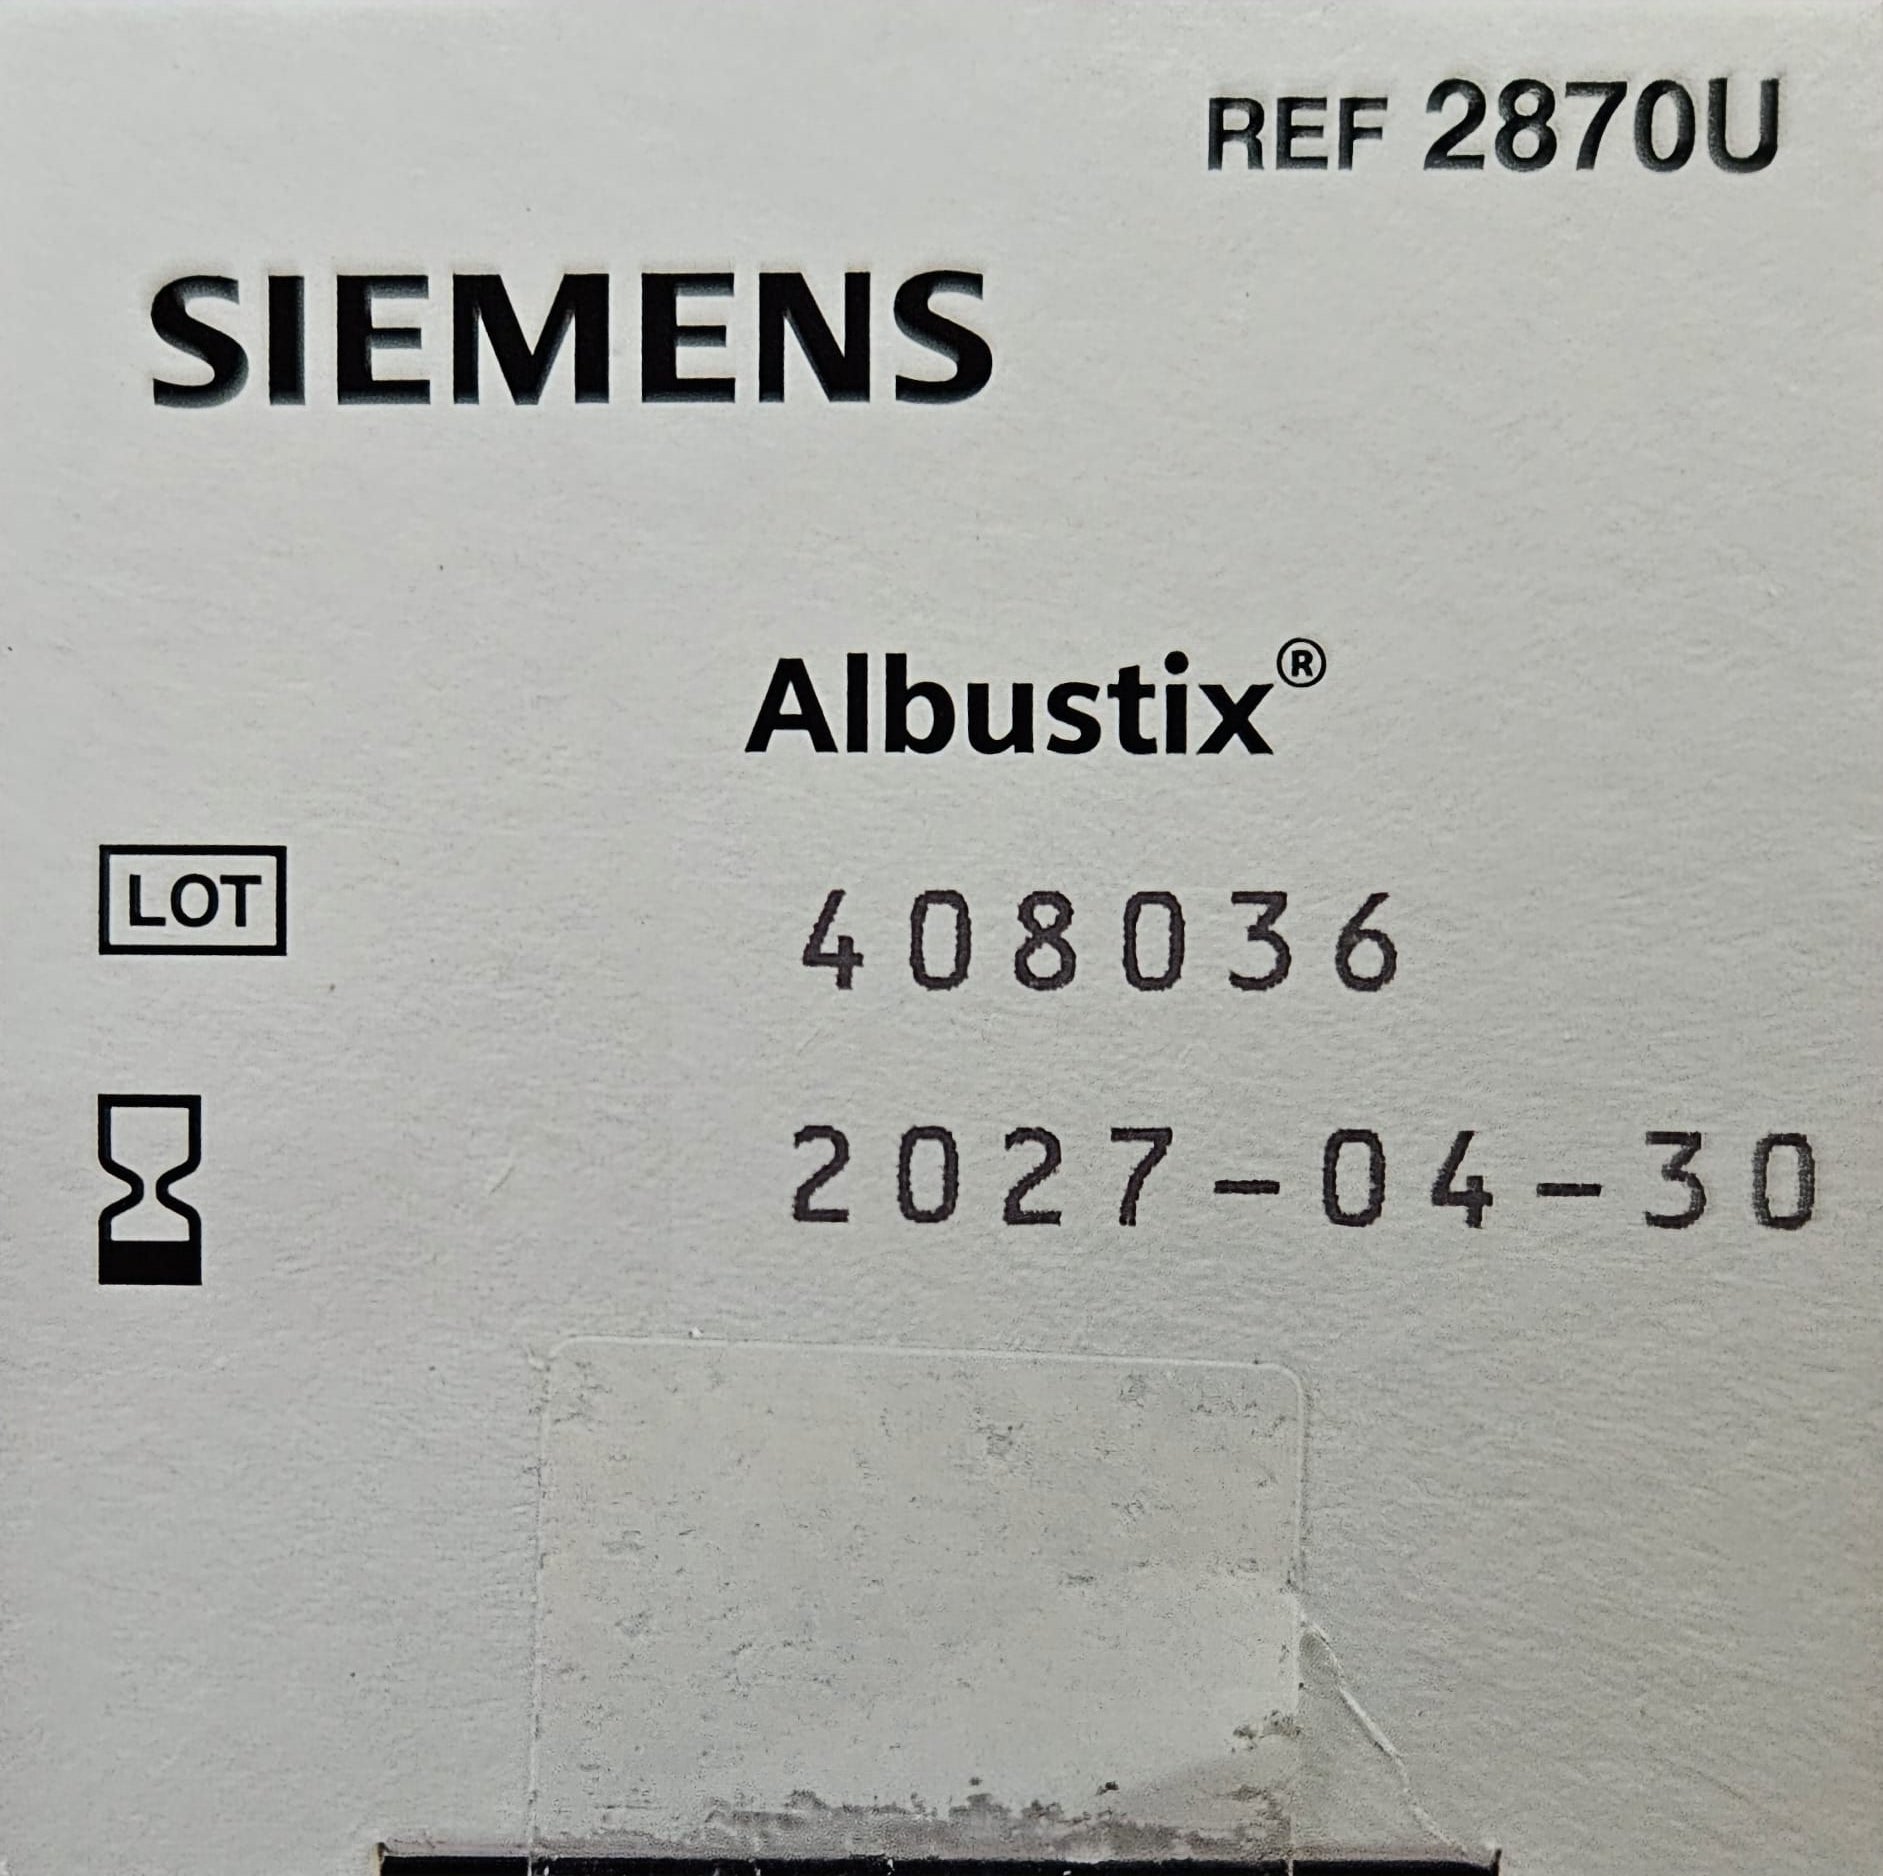 REF 2870U
SIEMENS
Albustix®
LOT 408036
2027-04-30